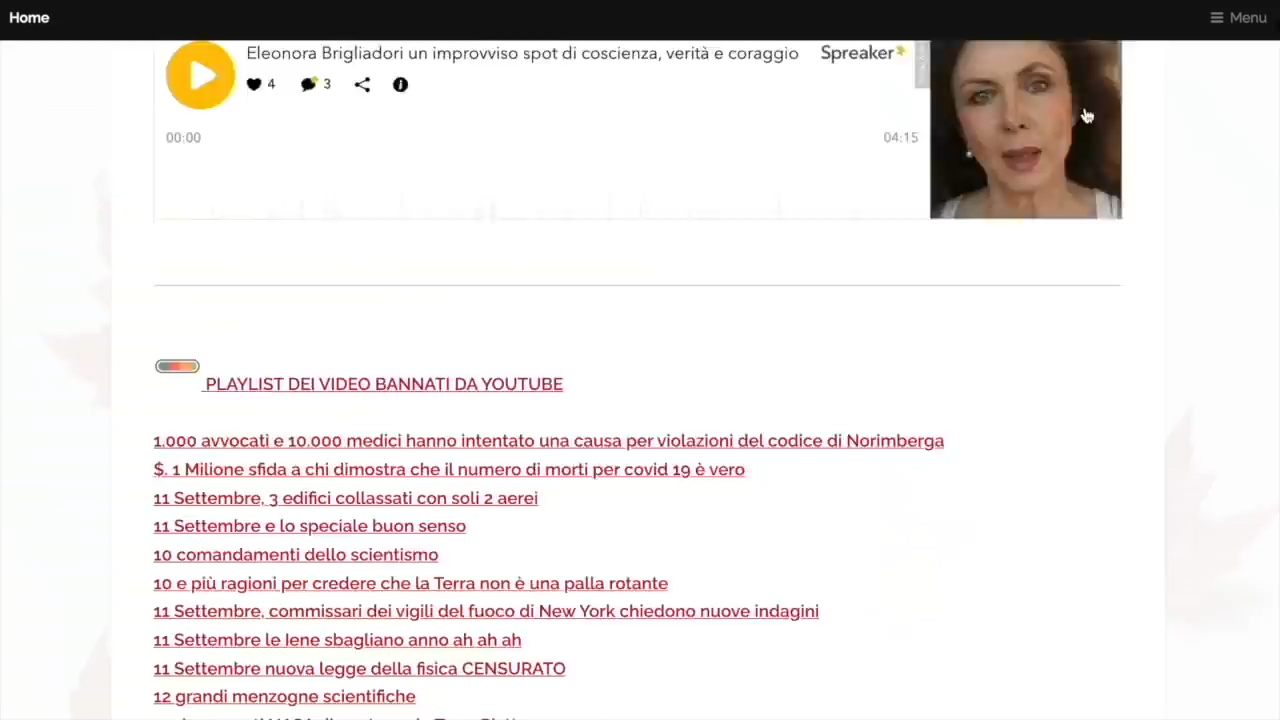 Home
Menu
Eleonora Brigliadori un improvviso spot di coscienza, verità e coraggio
Spreaker
4
3
00:00
04:15
PLAYLIST DEI VIDEO BANNATI DA YOUTUBE
1.000 avvocati e 10.000 medici hanno intentato una causa per violazioni del codice di Norimberga
$. 1 Milione sfida a chi dimostra che il numero di morti per covid 19 è vero
11 Settembre, 3 edifici collassati con soli 2 aerei
11 Settembre e lo speciale buon senso
10 comandamenti dello scientismo
10 e più ragioni per credere che la Terra non è una palla rotante
11 Settembre, commissari dei vigili del fuoco di New York chiedono nuove indagini
11 Settembre le Iene sbagliano anno ah ah ah
11 Settembre nuova legge della fisica CENSURATO
12 grandi menzogne scientifiche